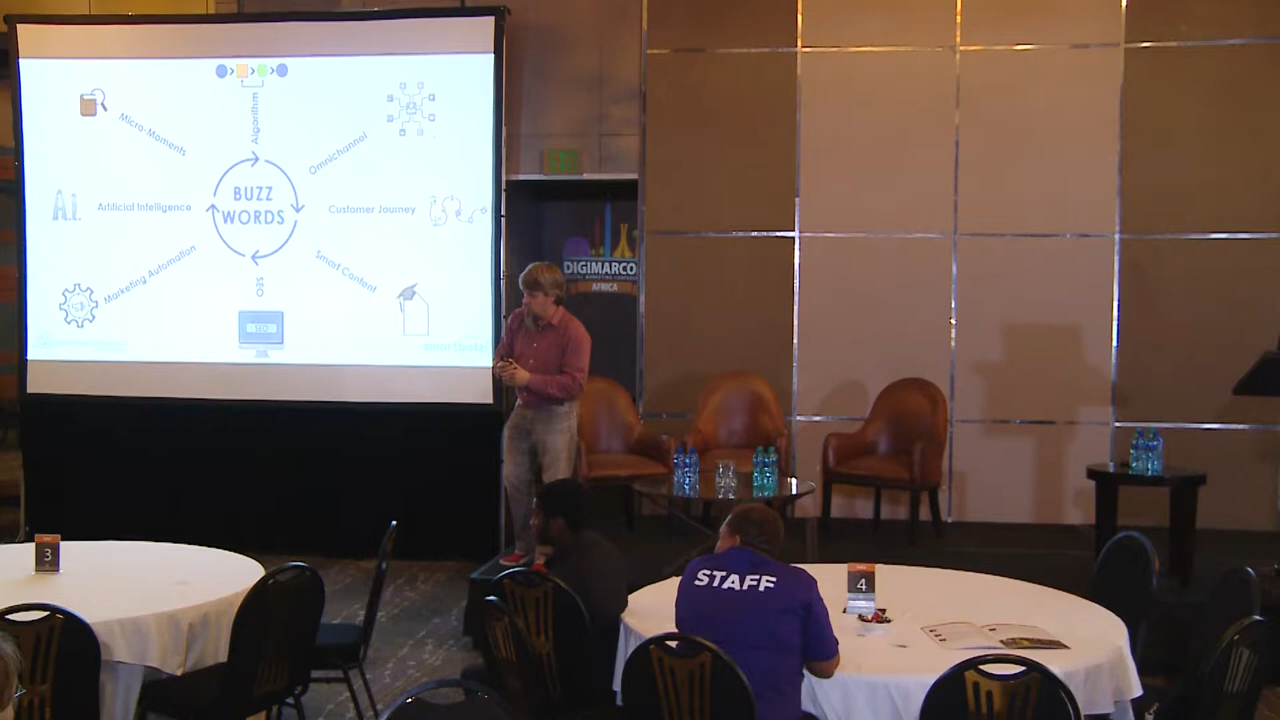 Algorithm
Micro-Moments
Omnichannel
A.I.
Artificial Intelligence
BUZZ
WORDS
Customer Journey
Marketing Automation
Smart Content
SEO
SEO
EXIT
DIGIMARCO
AFRICA
3
STAFF
4